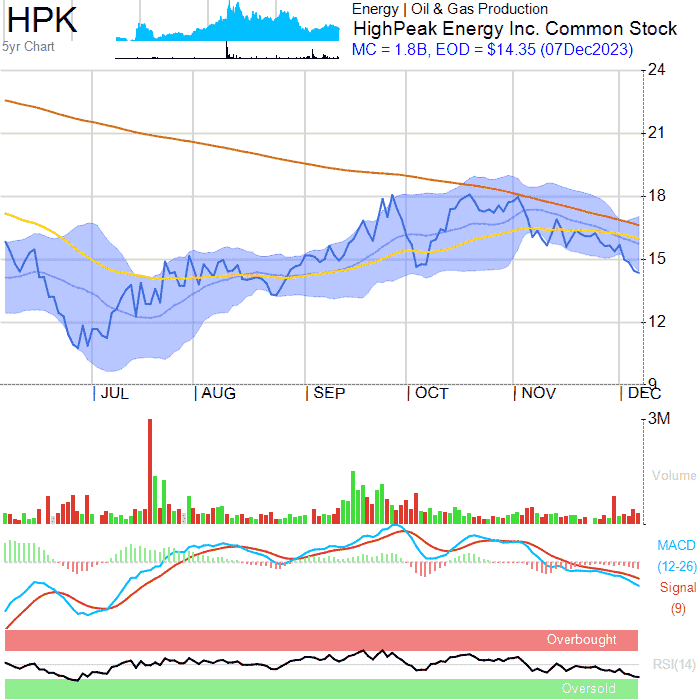 HPK
5yr Chart
Energy | Oil & Gas Production
HighPeak Energy Inc. Common Stock
MC = 1.8B, EOD = $14.35 (07Dec2023)
24
21
18
15
12
9
JUL
AUG
SEP
OCT
NOV
DEC
3M
Volume
MACD
(12-26)
Signal
(9)
Overbought
RSI(14)
Oversold